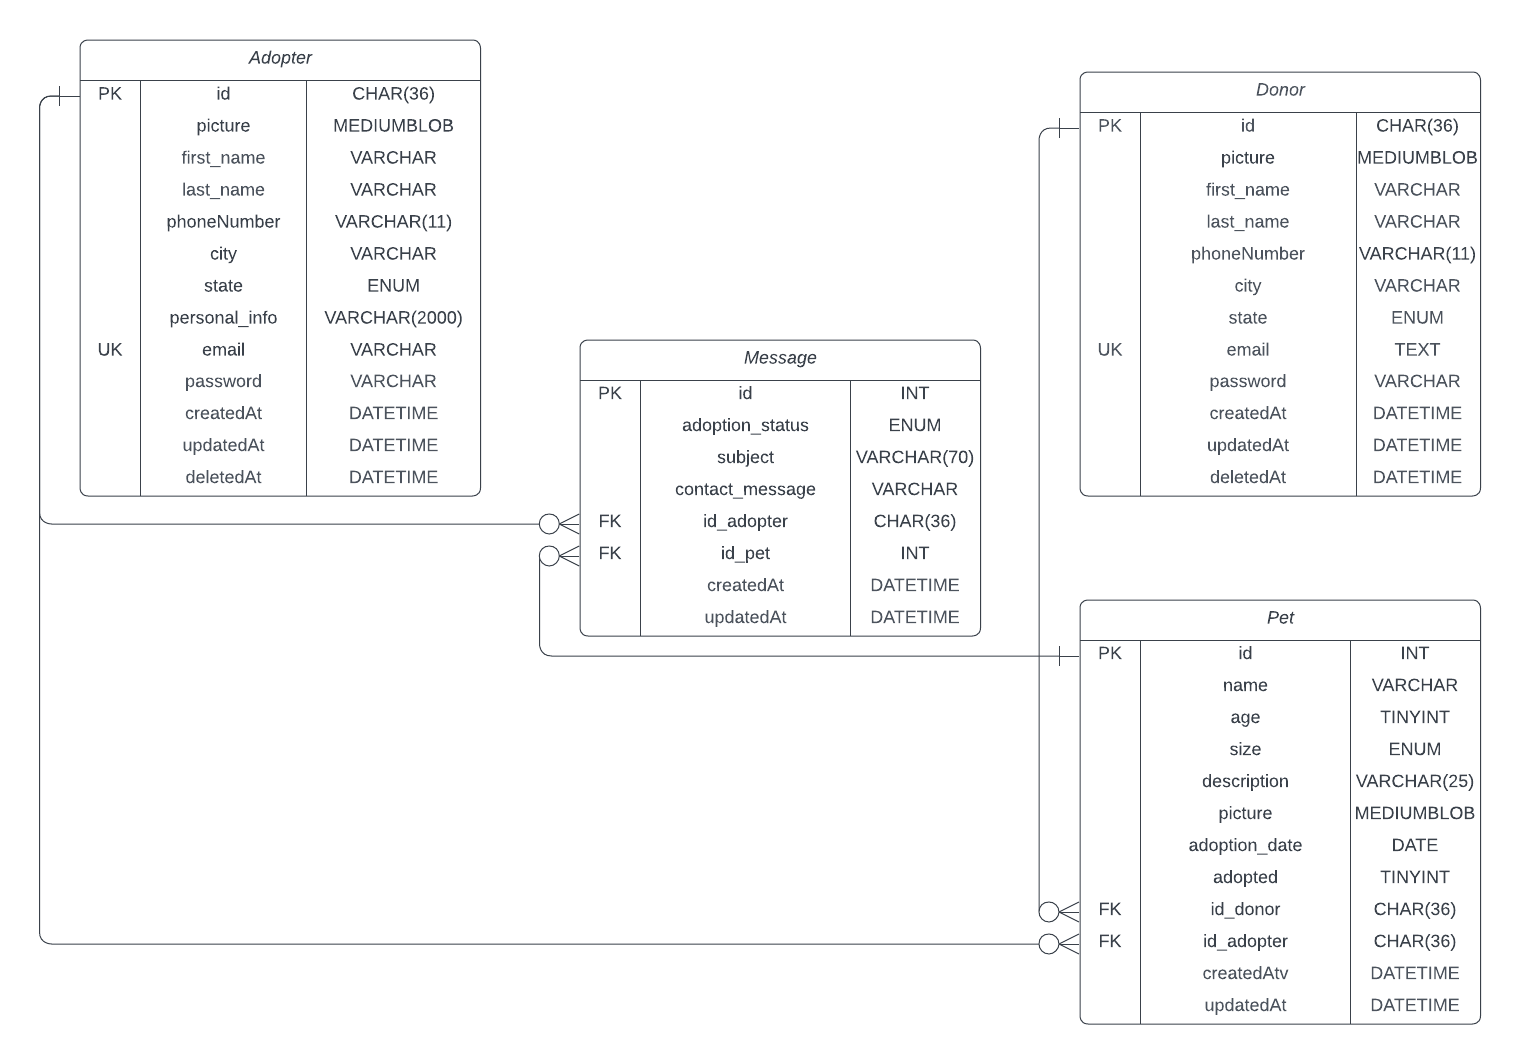 Adopter
PK id CHAR(36)
picture MEDIUMBLOB
first_name VARCHAR
last_name VARCHAR
phoneNumber VARCHAR(11)
city VARCHAR
state ENUM
personal_info VARCHAR(2000)
UK email VARCHAR
password VARCHAR
createdAt DATETIME
updatedAt DATETIME
deletedAt DATETIME
Message
PK id INT
adoption_status ENUM
subject VARCHAR(70)
contact_message VARCHAR
FK id_adopter CHAR(36)
FK id_pet INT
createdAt DATETIME
updatedAt DATETIME
Donor
PK id CHAR(36)
picture MEDIUMBLOB
first_name VARCHAR
last_name VARCHAR
phoneNumber VARCHAR(11)
city VARCHAR
state ENUM
UK email TEXT
password VARCHAR
createdAt DATETIME
updatedAt DATETIME
deletedAt DATETIME
Pet
PK id INT
name VARCHAR
age TINYINT
size ENUM
description VARCHAR(25)
picture MEDIUMBLOB
adoption_date DATE
adopted TINYINT
FK id_donor CHAR(36)
FK id_adopter CHAR(36)
createdAtv DATETIME
updatedAt DATETIME